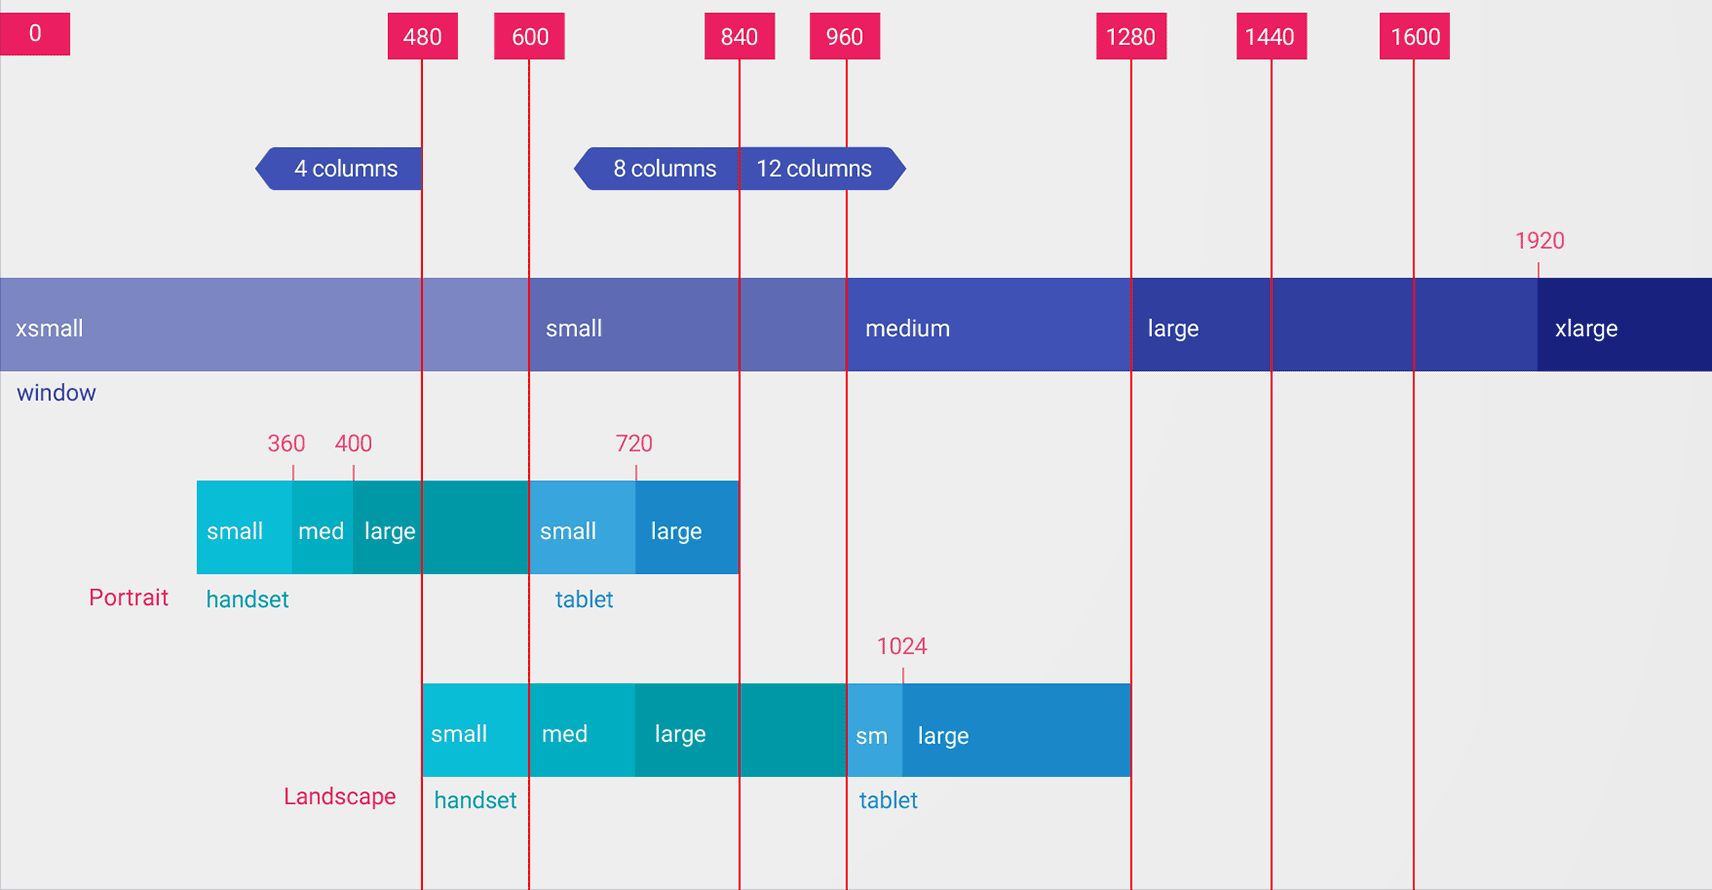 0
480
600
840
960
1280
1440
1600
4 columns
8 columns
12 columns
1920
xsmall
small
medium
large
xlarge
window
360
400
720
small
med
large
small
large
Portrait
handset
tablet
1024
small
med
large
sm
large
Landscape
handset
tablet